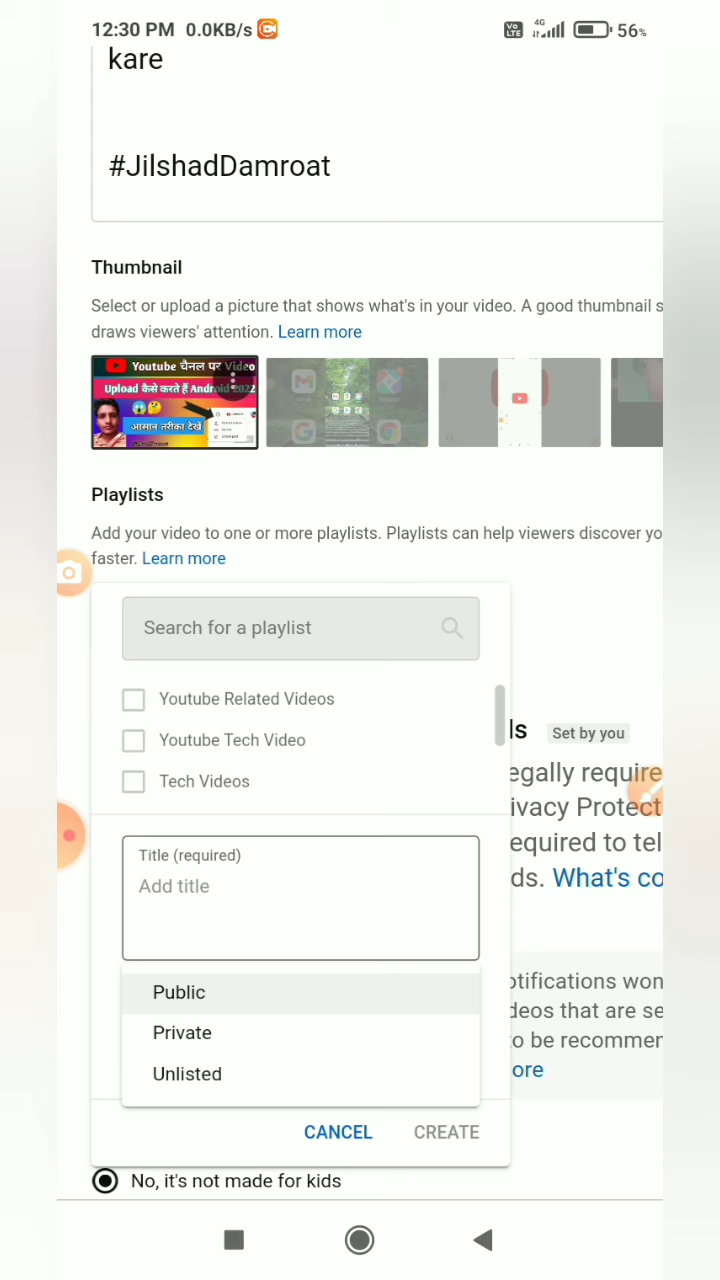 12:30 PM 0.0KB/s
Vo LTE 4G 56%
kare
#JilshadDamroat
Thumbnail
Select or upload a picture that shows what's in your video. A good thumbnail s
draws viewers' attention. Learn more
Youtube चैनल पर Video
Upload कैसे करते हैं Android 2022
आसान तरीका देखें
Playlists
Add your video to one or more playlists. Playlists can help viewers discover yo
faster. Learn more
Search for a playlist
Youtube Related Videos
Youtube Tech Video
Tech Videos
ls Set by you
egally require
ivacy Protect
equired to tel
ds. What's co
Title (required)
Add title
Public
Private
Unlisted
otifications won
deos that are se
o be recommen
ore
CANCEL CREATE
No, it's not made for kids